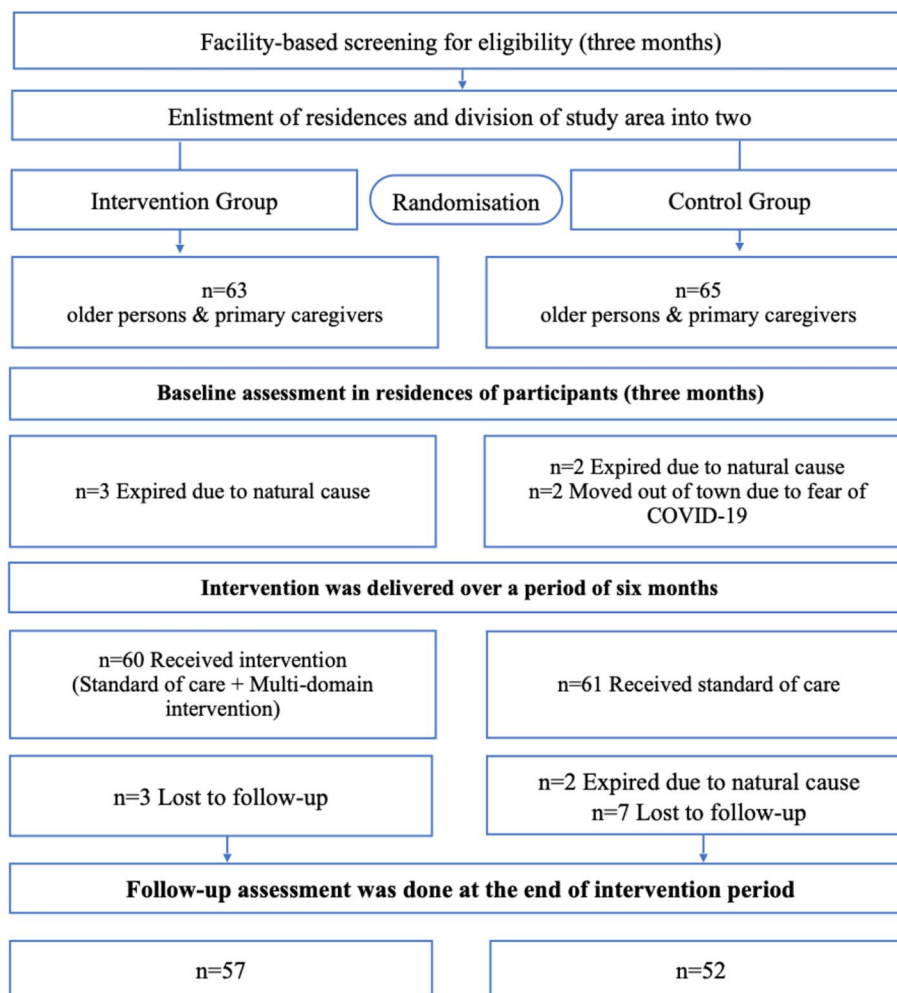 Facility-based screening for eligibility (three months)
Enlistment of residences and division of study area into two
Intervention Group
Randomisation
Control Group
n=63
older persons & primary caregivers
n=65
older persons & primary caregivers
Baseline assessment in residences of participants (three months)
n=3 Expired due to natural cause
n=2 Expired due to natural cause
n=2 Moved out of town due to fear of
COVID-19
Intervention was delivered over a period of six months
n=60 Received intervention
(Standard of care + Multi-domain
intervention)
n=61 Received standard of care
n=3 Lost to follow-up
n=2 Expired due to natural cause
n=7 Lost to follow-up
Follow-up assessment was done at the end of intervention period
n=57
n=52